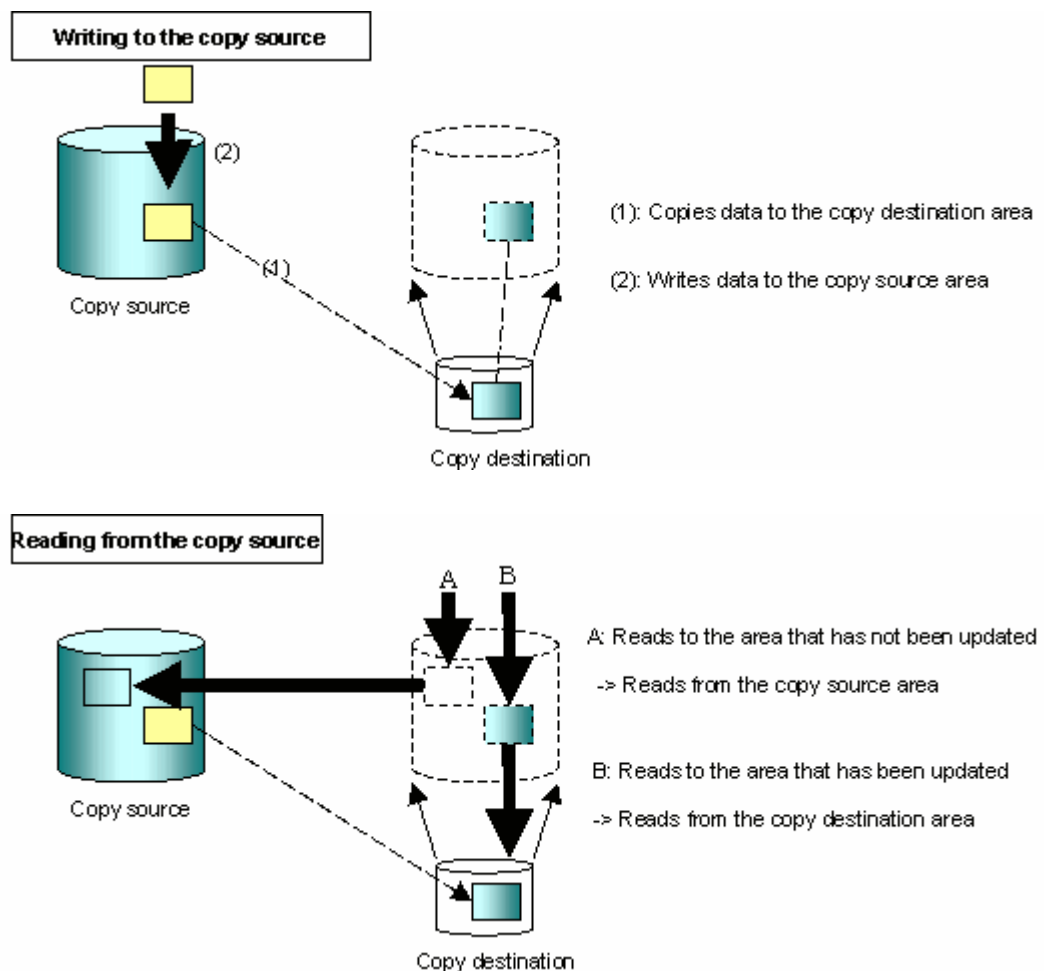 Writing to the copy source
(2)
(1): Copies data to the copy destination area
(1)
(2): Writes data to the copy source area
Copy source
Copy destination
Reading from the copy source
A B
A: Reads to the area that has not been updated
-> Reads from the copy source area
B: Reads to the area that has been updated
Copy source
-> Reads from the copy destination area
Copy destination